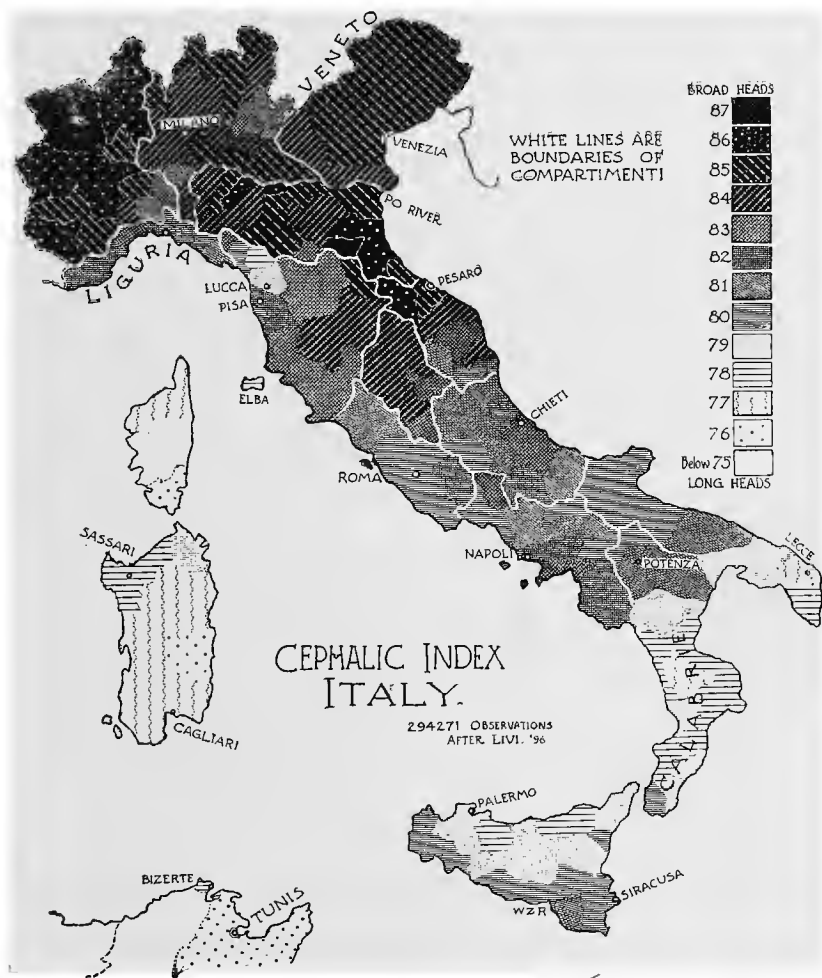 VENETO
MILANO
VENEZIA
PO RIVER
LIGURIA
LUCCA
PISA
PESARO
ELBA
CHIETI
ROMA
NAPOLI
POTENZA
LECCE
SASSARI
CAGLIARI
CALABRIE
PALERMO
SIRACUSA
WZR
BIZERTE
TUNIS
WHITE LINES ARE
BOUNDARIES OF
COMPARTIMENTI
BROAD HEADS
87
86
85
84
83
82
81
80
79
78
77
76
Below 75
LONG HEADS
CEPHALIC INDEX
ITALY.
294271 OBSERVATIONS
AFTER LIVI. '96